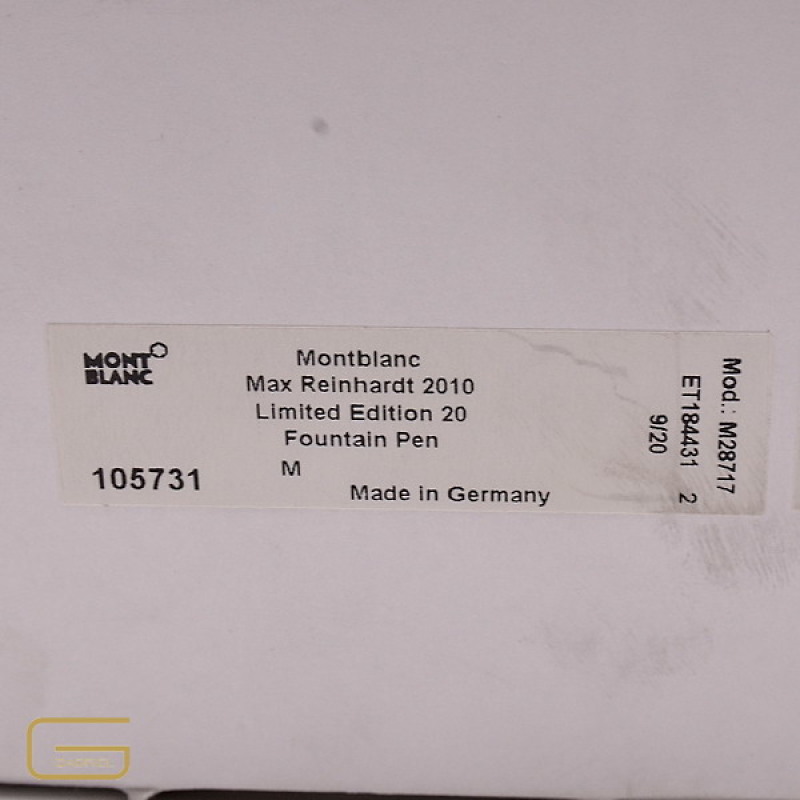 MONT
BLANC
Montblanc
Max Reinhardt 2010
Limited Edition 20
Fountain Pen
M
105731
Made in Germany
Mod.: M28717
ET184431 2
9/20